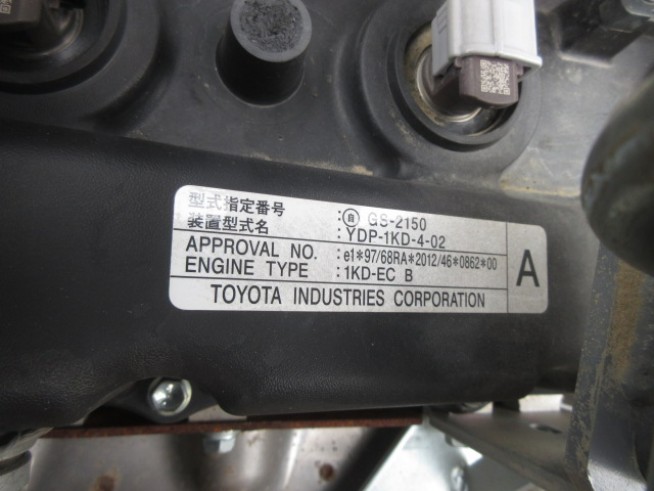 型式指定番号 :㊀ GS-2150
装置型式名 :YDP-1KD-4-02
APPROVAL NO. :e1*97/68RA*2012/46*0862*00
ENGINE TYPE :1KD-EC B
TOYOTA INDUSTRIES CORPORATION
A